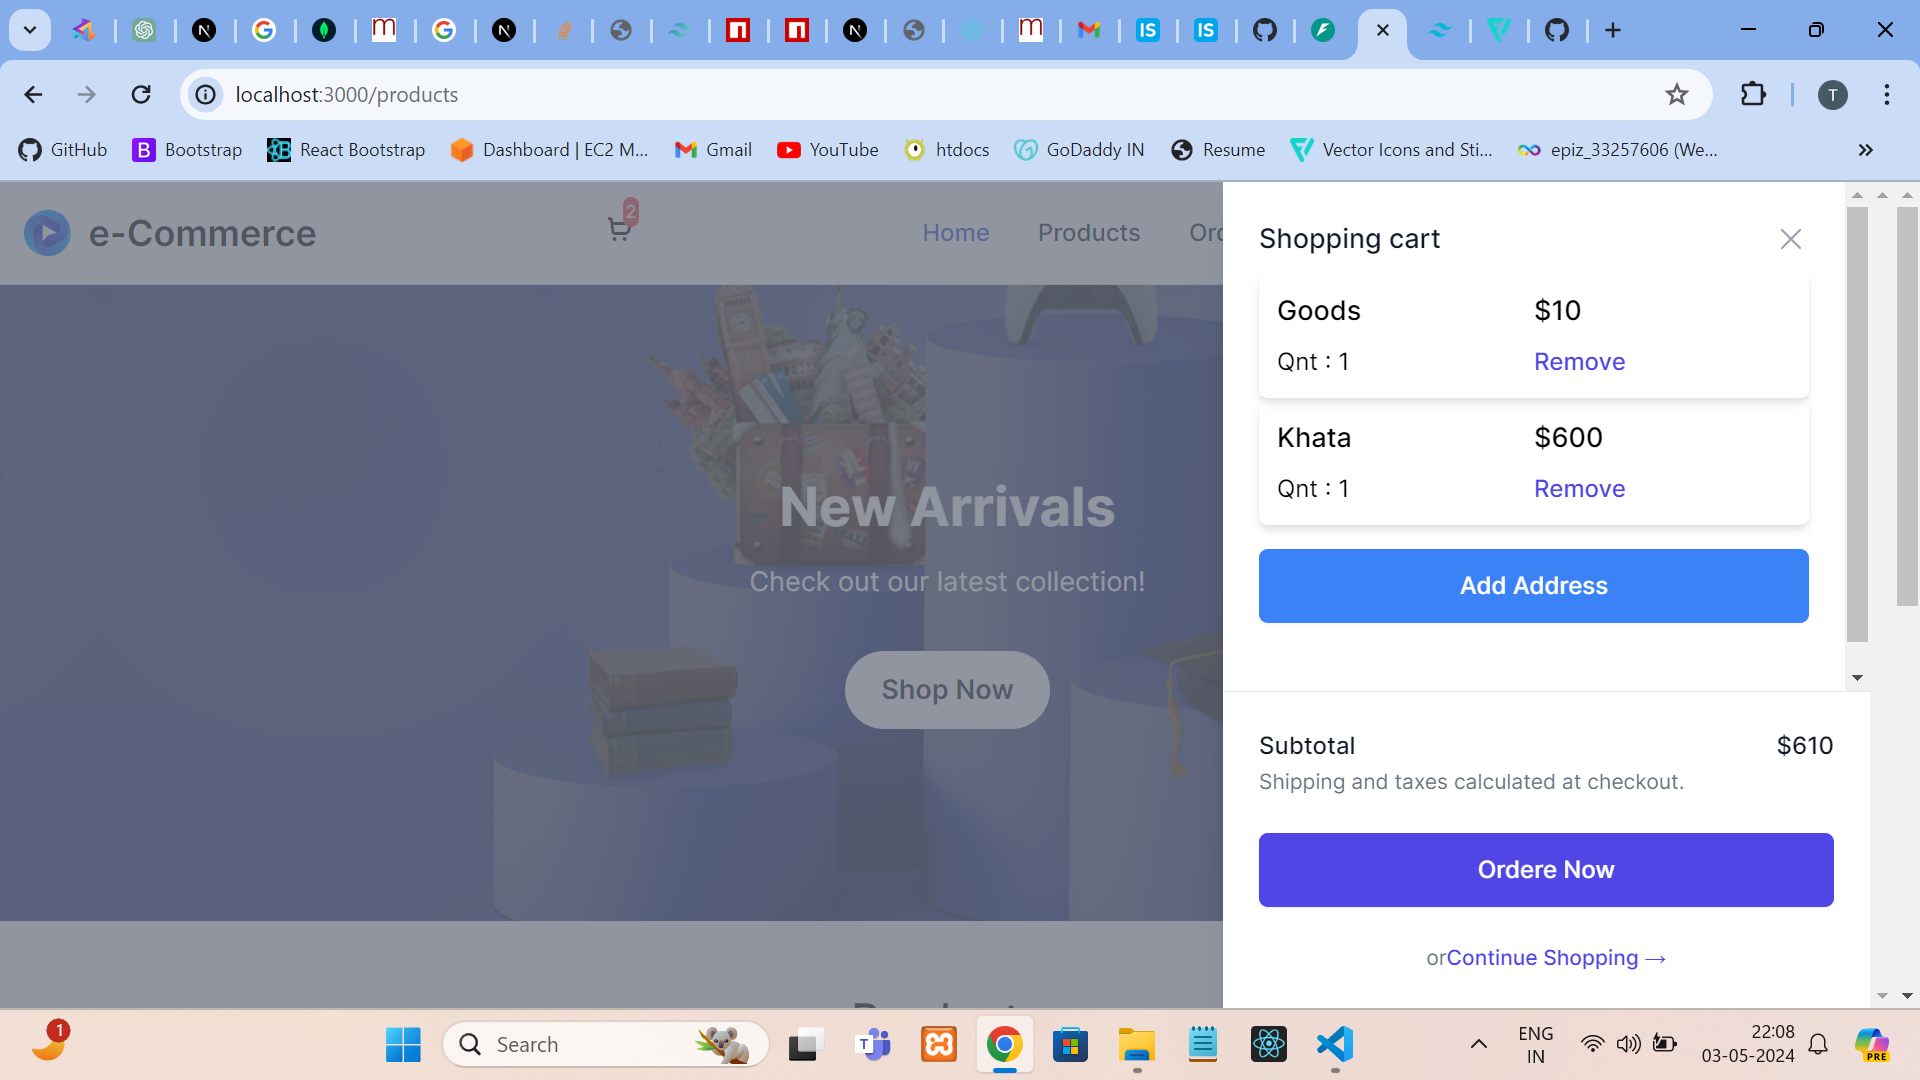 localhost:3000/products
T
GitHub
Bootstrap
React Bootstrap
Dashboard | EC2 M...
Gmail
YouTube
htdocs
GoDaddy IN
Resume
Vector Icons and Sti...
epiz_33257606 (We...
e-Commerce
2
Home
Products
Orc
New Arrivals
Check out our latest collection!
Shop Now
Shopping cart
Goods
$10
Qnt : 1
Remove
Khata
$600
Qnt : 1
Remove
Add Address
Subtotal
$610
Shipping and taxes calculated at checkout.
Ordere Now
orContinue Shopping →
1
Search
ENG
IN
22:08
03-05-2024
PRE